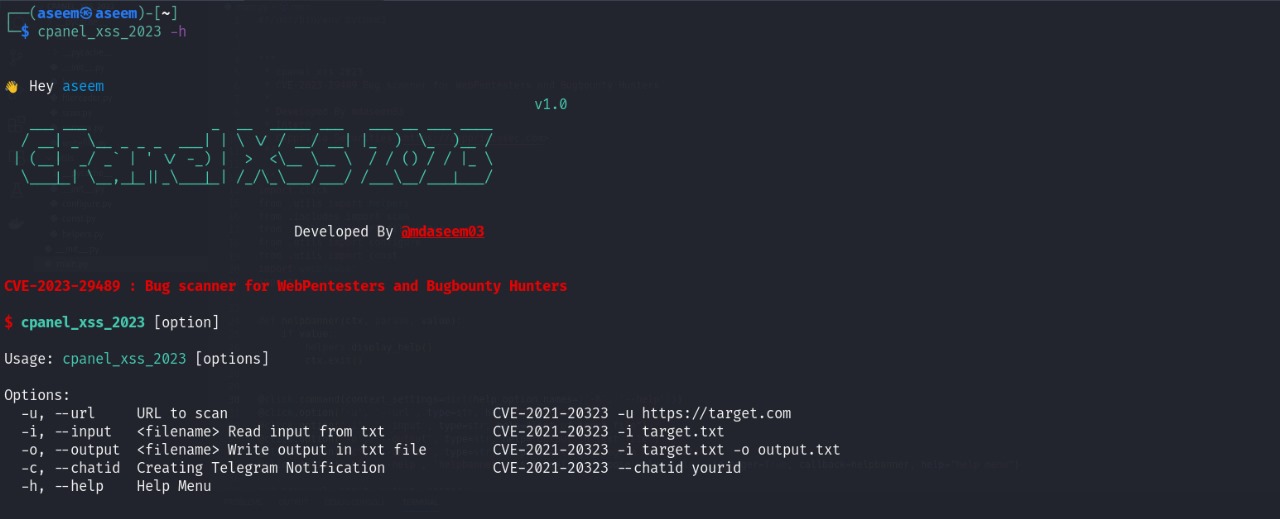 ┌──(aseem㉿aseem)-[~]
└─$ cpanel_xss_2023 -h
👋 Hey aseem
v1.0
CPanel XSS 2023
Developed By @mdaseem03
CVE-2023-29489 : Bug scanner for WebPentesters and Bugbounty Hunters
$ cpanel_xss_2023 [option]
Usage: cpanel_xss_2023 [options]
Options:
-u, --url URL to scan CVE-2021-20323 -u https://target.com
-i, --input <filename> Read input from txt CVE-2021-20323 -i target.txt
-o, --output <filename> Write output in txt file CVE-2021-20323 -i target.txt -o output.txt
-c, --chatid Creating Telegram Notification CVE-2021-20323 --chatid yourid
-h, --help Help Menu